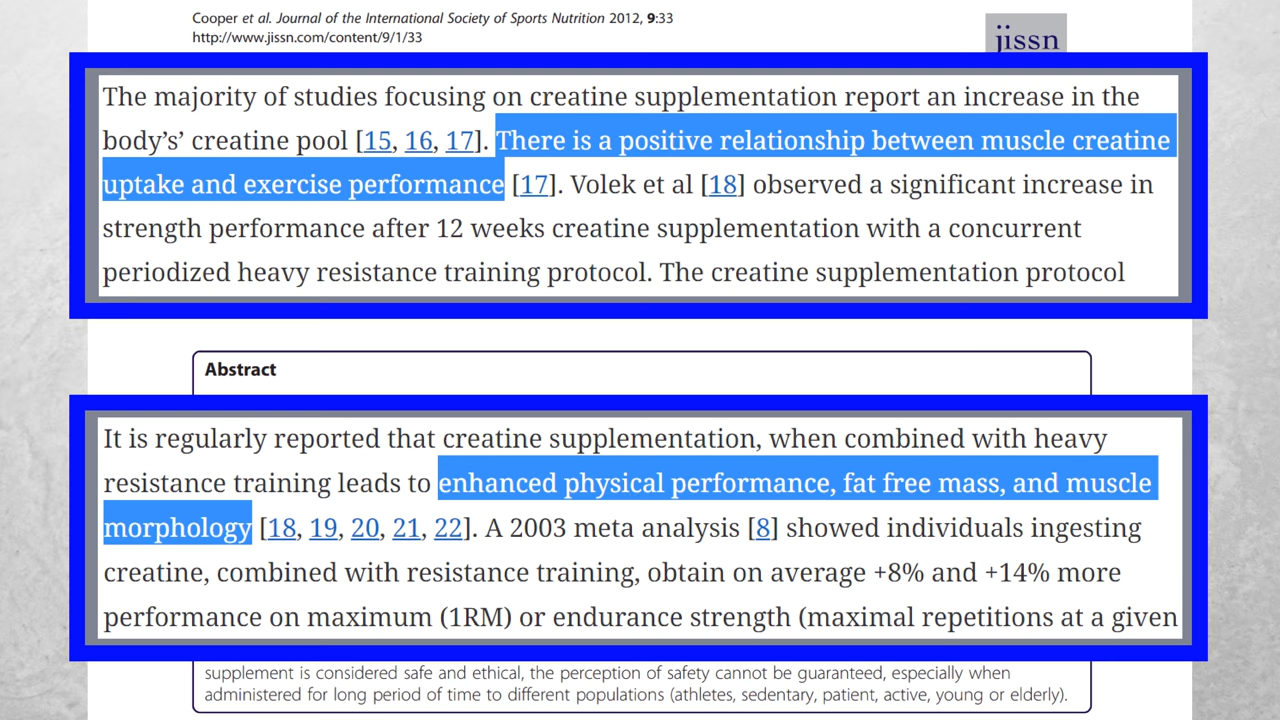 Cooper et al. Journal of the International Society of Sports Nutrition 2012, 9:33
http://www.jissn.com/content/9/1/33
jissn
The majority of studies focusing on creatine supplementation report an increase in the
body’s’ creatine pool [15, 16, 17]. There is a positive relationship between muscle creatine
uptake and exercise performance [17]. Volek et al [18] observed a significant increase in
strength performance after 12 weeks creatine supplementation with a concurrent
periodized heavy resistance training protocol. The creatine supplementation protocol
Abstract
It is regularly reported that creatine supplementation, when combined with heavy
resistance training leads to enhanced physical performance, fat free mass, and muscle
morphology [18, 19, 20, 21, 22]. A 2003 meta analysis [8] showed individuals ingesting
creatine, combined with resistance training, obtain on average +8% and +14% more
performance on maximum (1RM) or endurance strength (maximal repetitions at a given
supplement is considered safe and ethical, the perception of safety cannot be guaranteed, especially when
administered for long period of time to different populations (athletes, sedentary, patient, active, young or elderly).